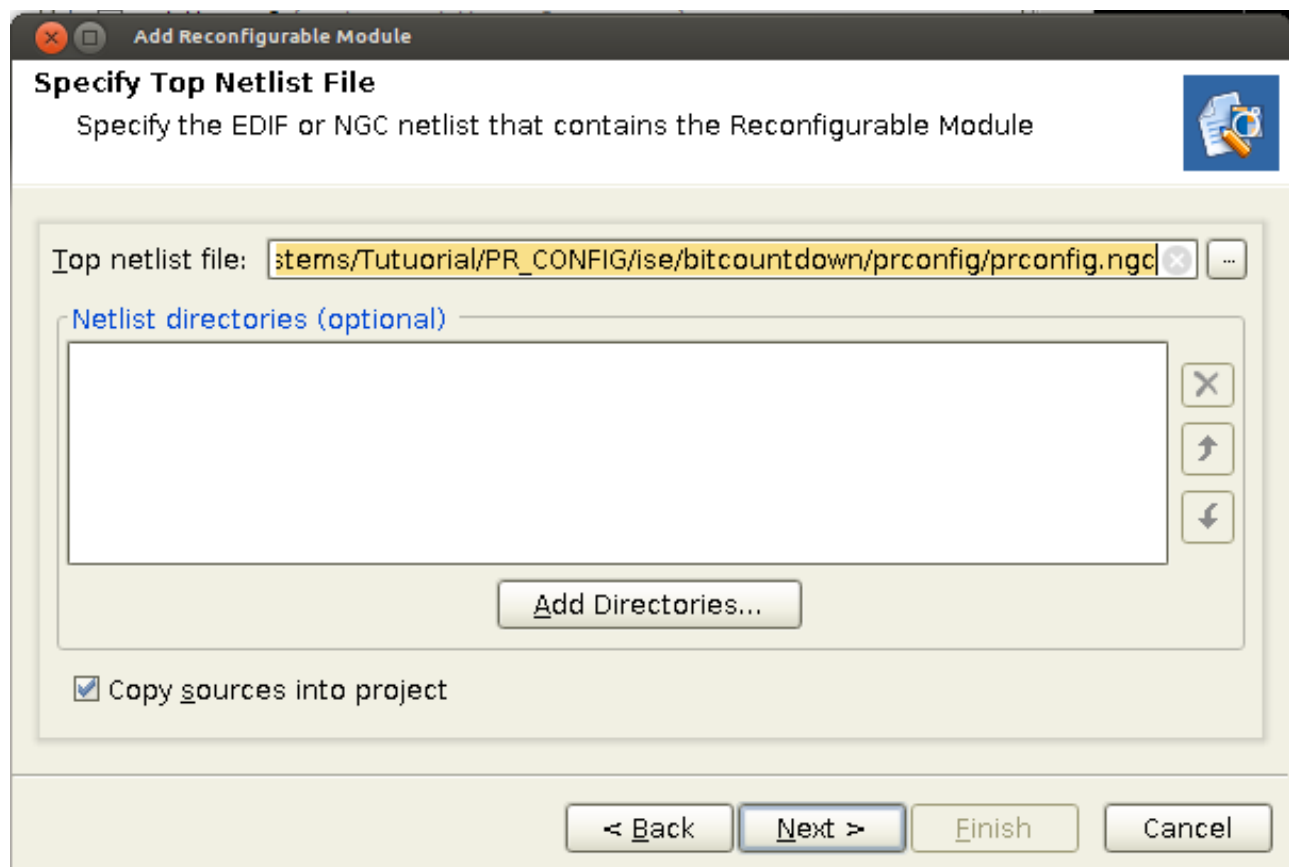 Add Reconfigurable Module
Specify Top Netlist File
Specify the EDIF or NGC netlist that contains the Reconfigurable Module
Top netlist file: stems/Tutuorial/PR_CONFIG/ise/bitcountdown/prconfig/prconfig.ngc ...
Netlist directories (optional)
Add Directories...
Copy sources into project
< Back Next > Finish Cancel